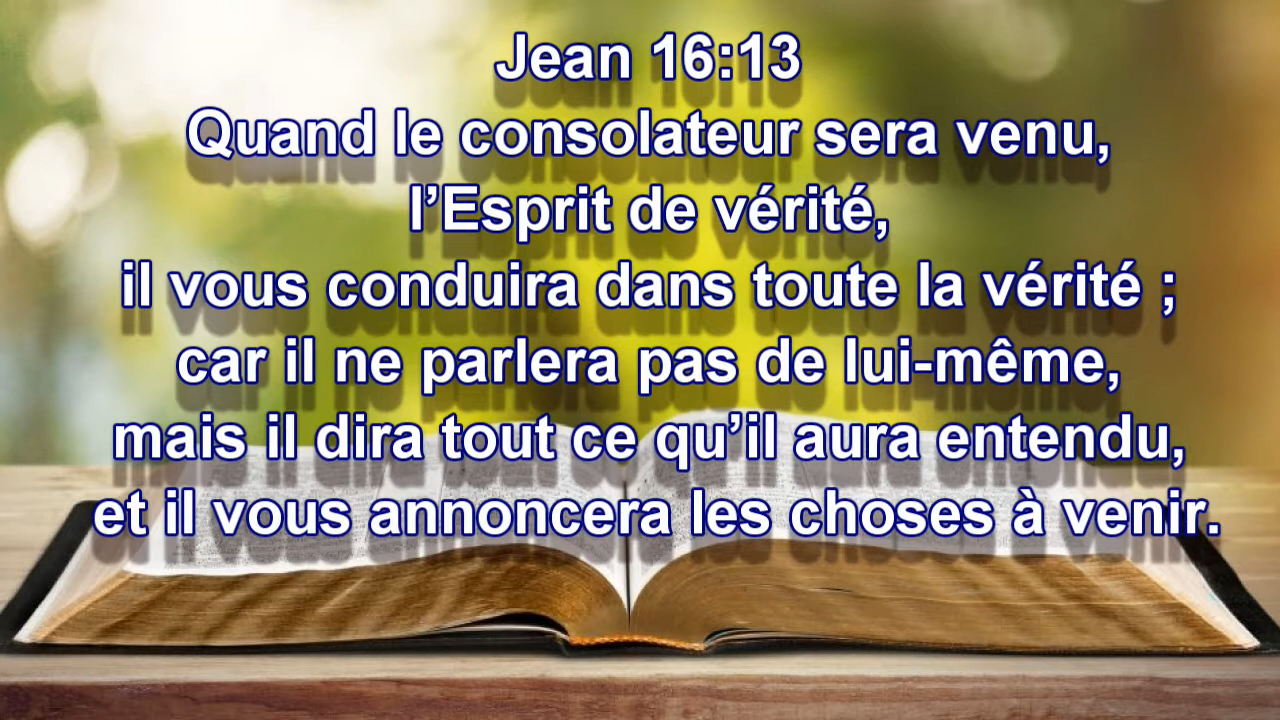 Jean 16:13
Quand le consolateur sera venu,
l’Esprit de vérité,
il vous conduira dans toute la vérité ;
car il ne parlera pas de lui-même,
mais il dira tout ce qu’il aura entendu,
et il vous annoncera les choses à venir.